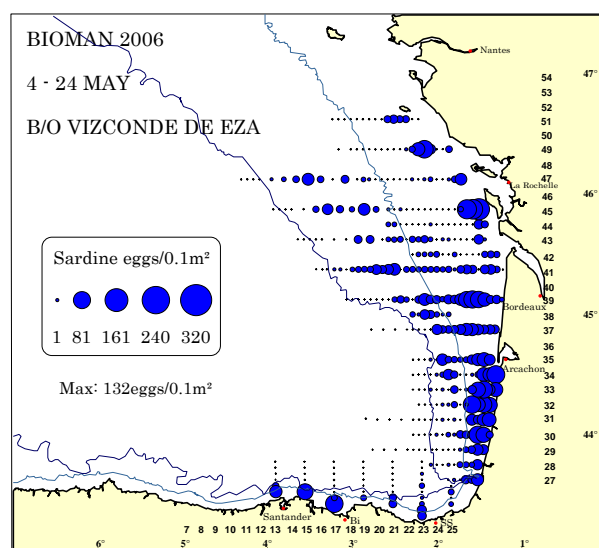 BIOMAN 2006
4 - 24 MAY
B/O VIZCONDE DE EZA
Nantes
47°
54
53
52
51
50
49
48
47
La Rochelle
46
46°
45
44
43
42
41
40
39
Bordeaux
38
45°
37
36
35
Arcachon
34
33
32
31
30
44°
29
28
27
Sardine eggs/0.1m²
1 81 161 240 320
Max: 132eggs/0.1m²
Santander
Bi
SS
7 8 9 10 11 12 13 14 15 16 17 18 19 20 21 22 23 24 25
6° 5° 4° 3° 2° 1°